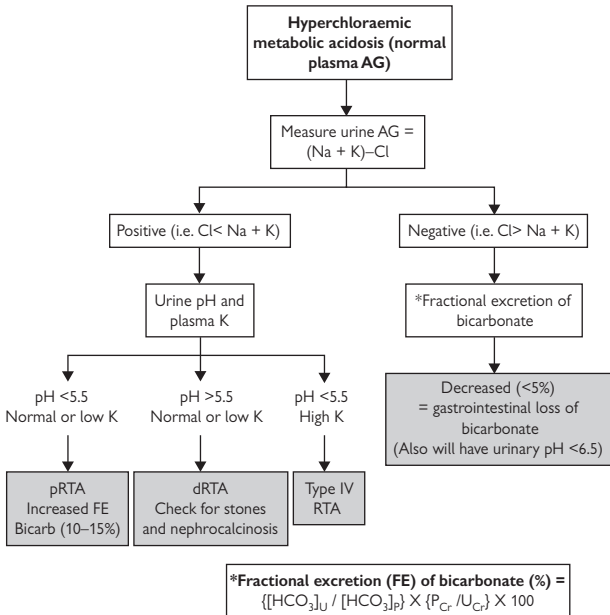 Hyperchloraemic
metabolic acidosis (normal
plasma AG)
Measure urine AG =
(Na + K)–Cl
Positive (i.e. Cl< Na + K)
Negative (i.e. Cl> Na + K)
Urine pH and
plasma K
*Fractional excretion of
bicarbonate
pH <5.5
Normal or low K
pH >5.5
Normal or low K
pH <5.5
High K
Decreased (<5%)
= gastrointestinal loss of
bicarbonate
(Also will have urinary pH <6.5)
pRTA
Increased FE
Bicarb (10–15%)
dRTA
Check for stones
and nephrocalcinosis
Type IV
RTA
*Fractional excretion (FE) of bicarbonate (%) =
{[HCO3]U / [HCO3]P} X {PCr /UCr} X 100